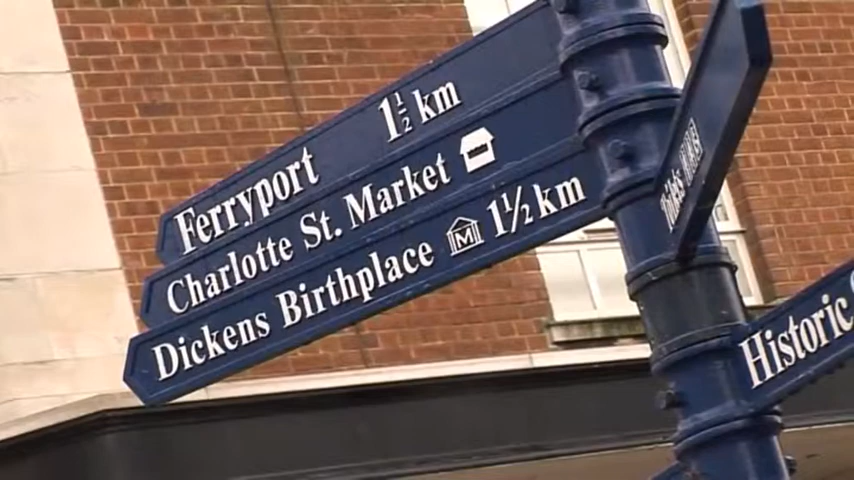 Ferryport 1½ km
Charlotte St. Market
Dickens Birthplace M 1½ km
Historic